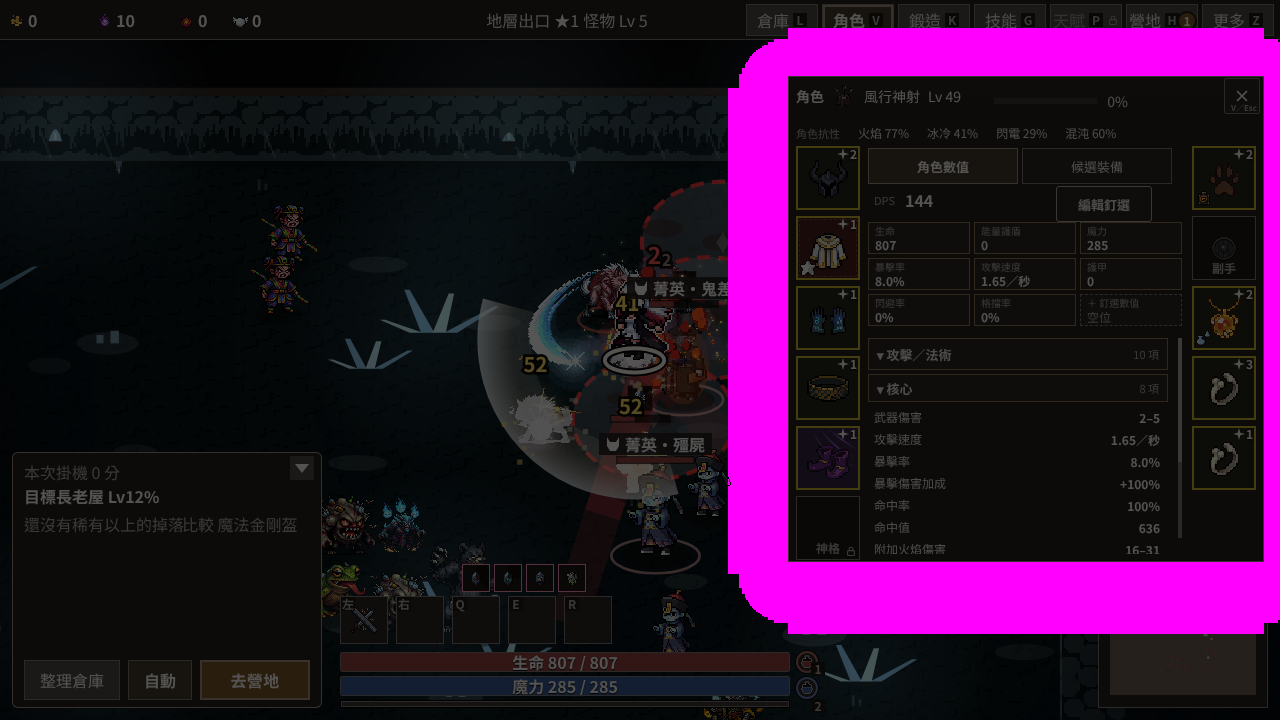 0 10 0 0 地層出口 ★1 怪物 Lv 5 倉庫 L 角色 V 鍛造 K 技能 G 天賦 P 營地 H 1 更多 Z
角色 風行神射 Lv 49 0% V／Esc
角色抗性 火焰 77% 冰冷 41% 閃電 29% 混沌 60%
+2 角色數值 候選裝備 +2
DPS 144 編輯釘選
+1 生命 807 能量護盾 0 魔力 285 副手
暴擊率 8.0% 攻擊速度 1.65／秒 護甲 0
+1 閃避率 0% 格擋率 0% ＋釘選數值 空位 +2
▼攻擊／法術 10 項
+1 ▼核心 8 項 +3
武器傷害 2–5
+1 攻擊速度 1.65／秒 +1
暴擊率 8.0%
暴擊傷害加成 +100%
命中率 100%
命中值 636
神格 附加火焰傷害 16–31
22
菁英・鬼差
41
52
52
菁英・殭屍
本次掛機 0 分
目標長老屋 Lv12%
還沒有稀有以上的掉落比較 魔法金剛盔
整理倉庫 自動 去營地
左 右 Q E R
生命 807 / 807 1
魔力 285 / 285 2